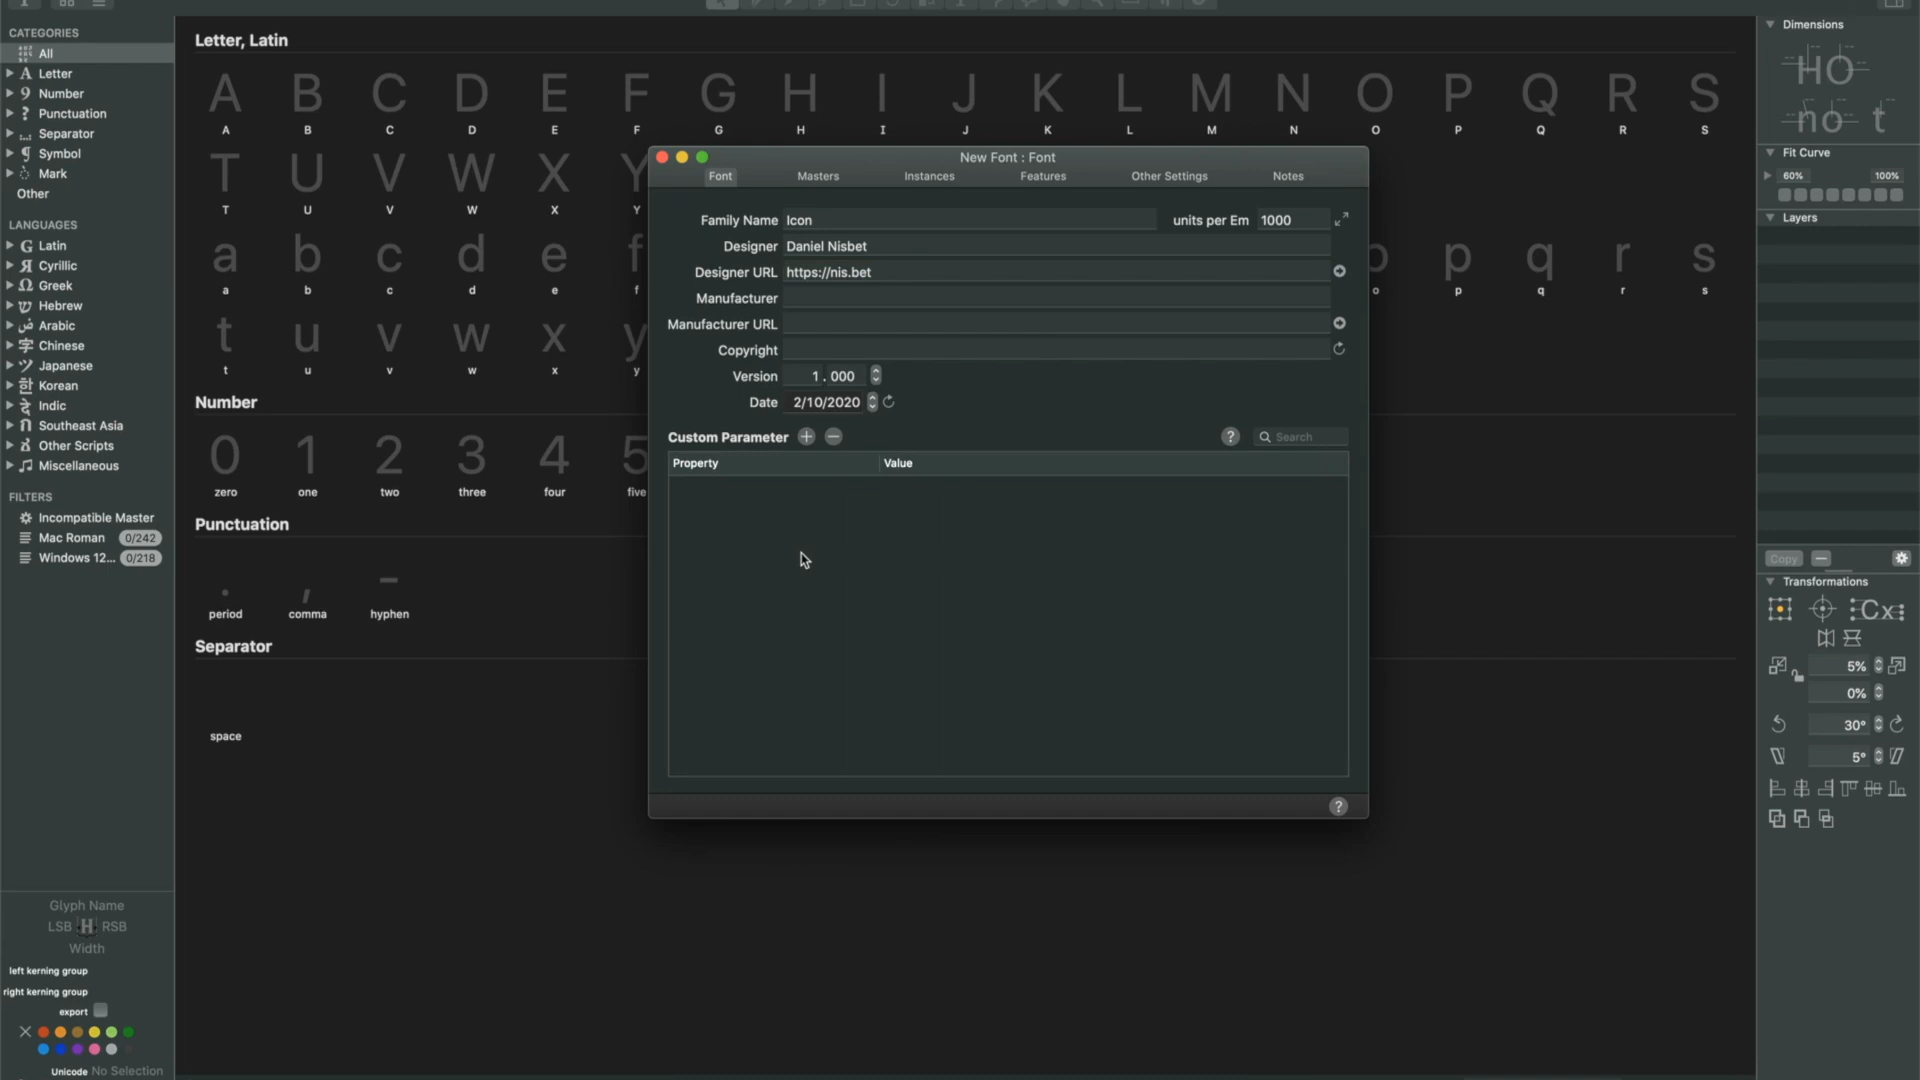 CATEGORIES
All
A Letter
9 Number
? Punctuation
Separator
Symbol
Mark
Other
LANGUAGES
G Latin
Я Cyrillic
Ω Greek
ש Hebrew
ض Arabic
字 Chinese
ツ Japanese
한 Korean
Indic
Southeast Asia
Other Scripts
Miscellaneous
FILTERS
Incompatible Master
Mac Roman 0/242
Windows 12... 0/218
Glyph Name
LSB H RSB
Width
left kerning group
right kerning group
export
Unicode No Selection
Letter, Latin
A B C D E F G H I J K L M N O P Q R S
A B C D E F G H I J K L M N O P Q R S
T U V W X Y
T U V W X Y
a b c d e f o p q r s
a b c d e f o p q r s
t u v w x y
t u v w x y
Number
0 1 2 3 4 5
zero one two three four five
Punctuation
. , -
period comma hyphen
Separator
space
New Font : Font
Font Masters Instances Features Other Settings Notes
Family Name Icon units per Em 1000
Designer Daniel Nisbet
Designer URL https://nis.bet
Manufacturer
Manufacturer URL
Copyright
Version 1 . 000
Date 2/10/2020
Custom Parameter + − ? Search
Property Value
?
Dimensions
HO
no t
Fit Curve
60% 100%
Layers
Copy
Transformations
Cx
5%
0%
30°
5°